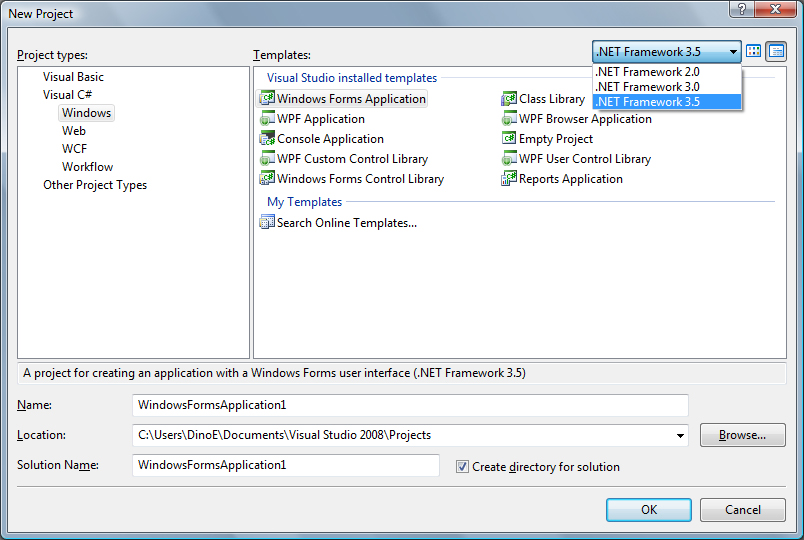 New Project
Project types:
Templates:
.NET Framework 3.5
.NET Framework 2.0
.NET Framework 3.0
.NET Framework 3.5
Visual Basic
Visual C#
Windows
Web
WCF
Workflow
Other Project Types
Visual Studio installed templates
Windows Forms Application
Class Library
WPF Application
WPF Browser Application
Console Application
Empty Project
WPF Custom Control Library
WPF User Control Library
Windows Forms Control Library
Reports Application
My Templates
Search Online Templates...
A project for creating an application with a Windows Forms user interface (.NET Framework 3.5)
Name:
WindowsFormsApplication1
Location:
C:\Users\DinoE\Documents\Visual Studio 2008\Projects
Browse...
Solution Name:
WindowsFormsApplication1
Create directory for solution
OK
Cancel